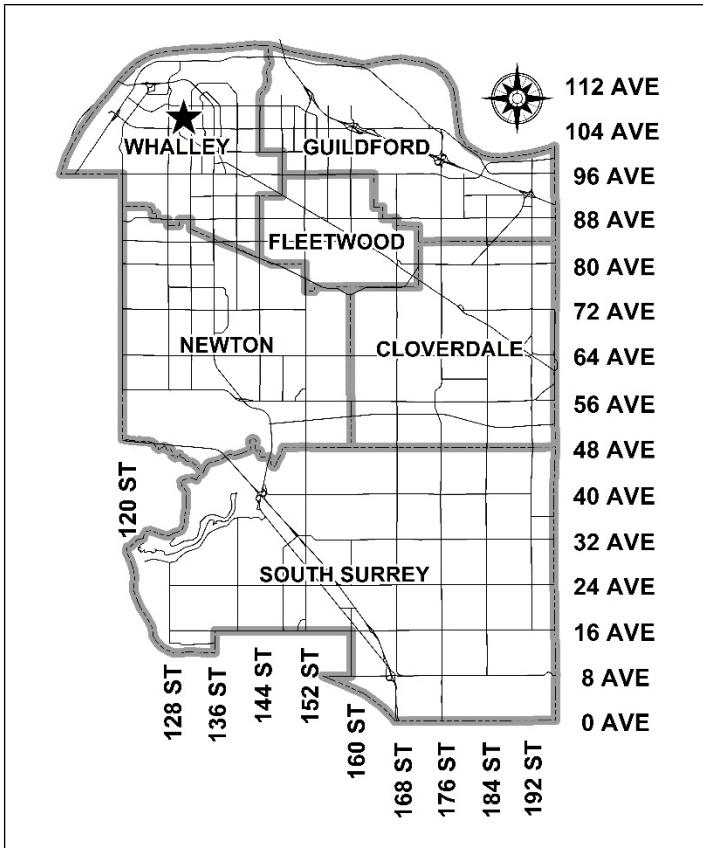 112 AVE
104 AVE
WHALLEY
GUILDFORD
96 AVE
88 AVE
FLEETWOOD
80 AVE
72 AVE
NEWTON
CLOVERDALE
64 AVE
56 AVE
48 AVE
120 ST
40 AVE
32 AVE
SOUTH SURREY
24 AVE
16 AVE
8 AVE
0 AVE
128 ST
136 ST
144 ST
152 ST
160 ST
168 ST
176 ST
184 ST
192 ST